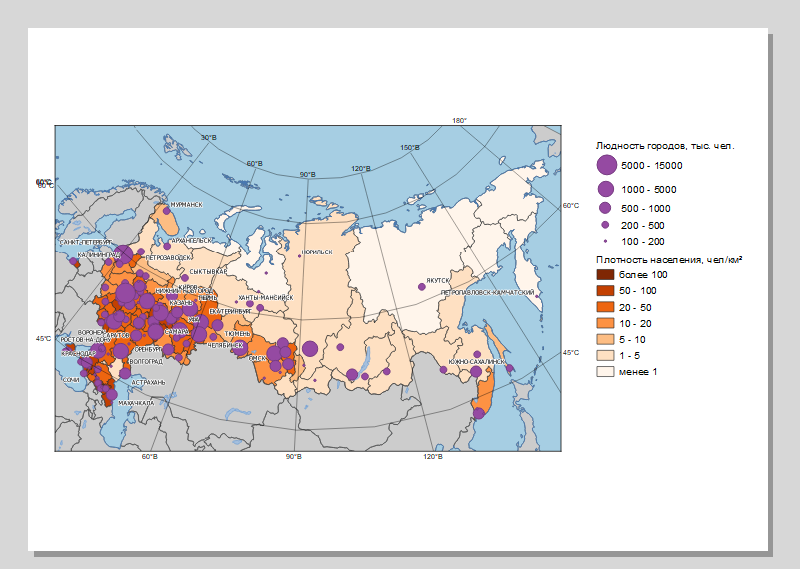 180°
150°В
30°В
60°В
120°В
90°В
60°С
60°С
МУРМАНСК
САНКТ-ПЕТЕРБУРГ
АРХАНГЕЛЬСК
КАЛИНИНГРАД
ПЕТРОЗАВОДСК
НОРИЛЬСК
СЫКТЫВКАР
ЯКУТСК
НИЖНИЙ НОВГОРОД
КИРОВ
ПЕРМЬ
ХАНТЫ-МАНСИЙСК
ПЕТРОПАВЛОВСК-КАМЧАТСКИЙ
КАЗАНЬ
ЕКАТЕРИНБУРГ
УФА
ВОРОНЕЖ
САМАРА
ТЮМЕНЬ
САРАТОВ
45°С
РОСТОВ-НА-ДОНУ
ЧЕЛЯБИНСК
ОРЕНБУРГ
КРАСНОДАР
45°С
ОМСК
ВОЛГОГРАД
ЮЖНО-САХАЛИНСК
СОЧИ
АСТРАХАНЬ
МАХАЧКАЛА
60°В
90°В
120°В
Людность городов, тыс. чел.
5000 - 15000
1000 - 5000
500 - 1000
200 - 500
100 - 200
Плотность населения, чел/км²
более 100
50 - 100
20 - 50
10 - 20
5 - 10
1 - 5
менее 1